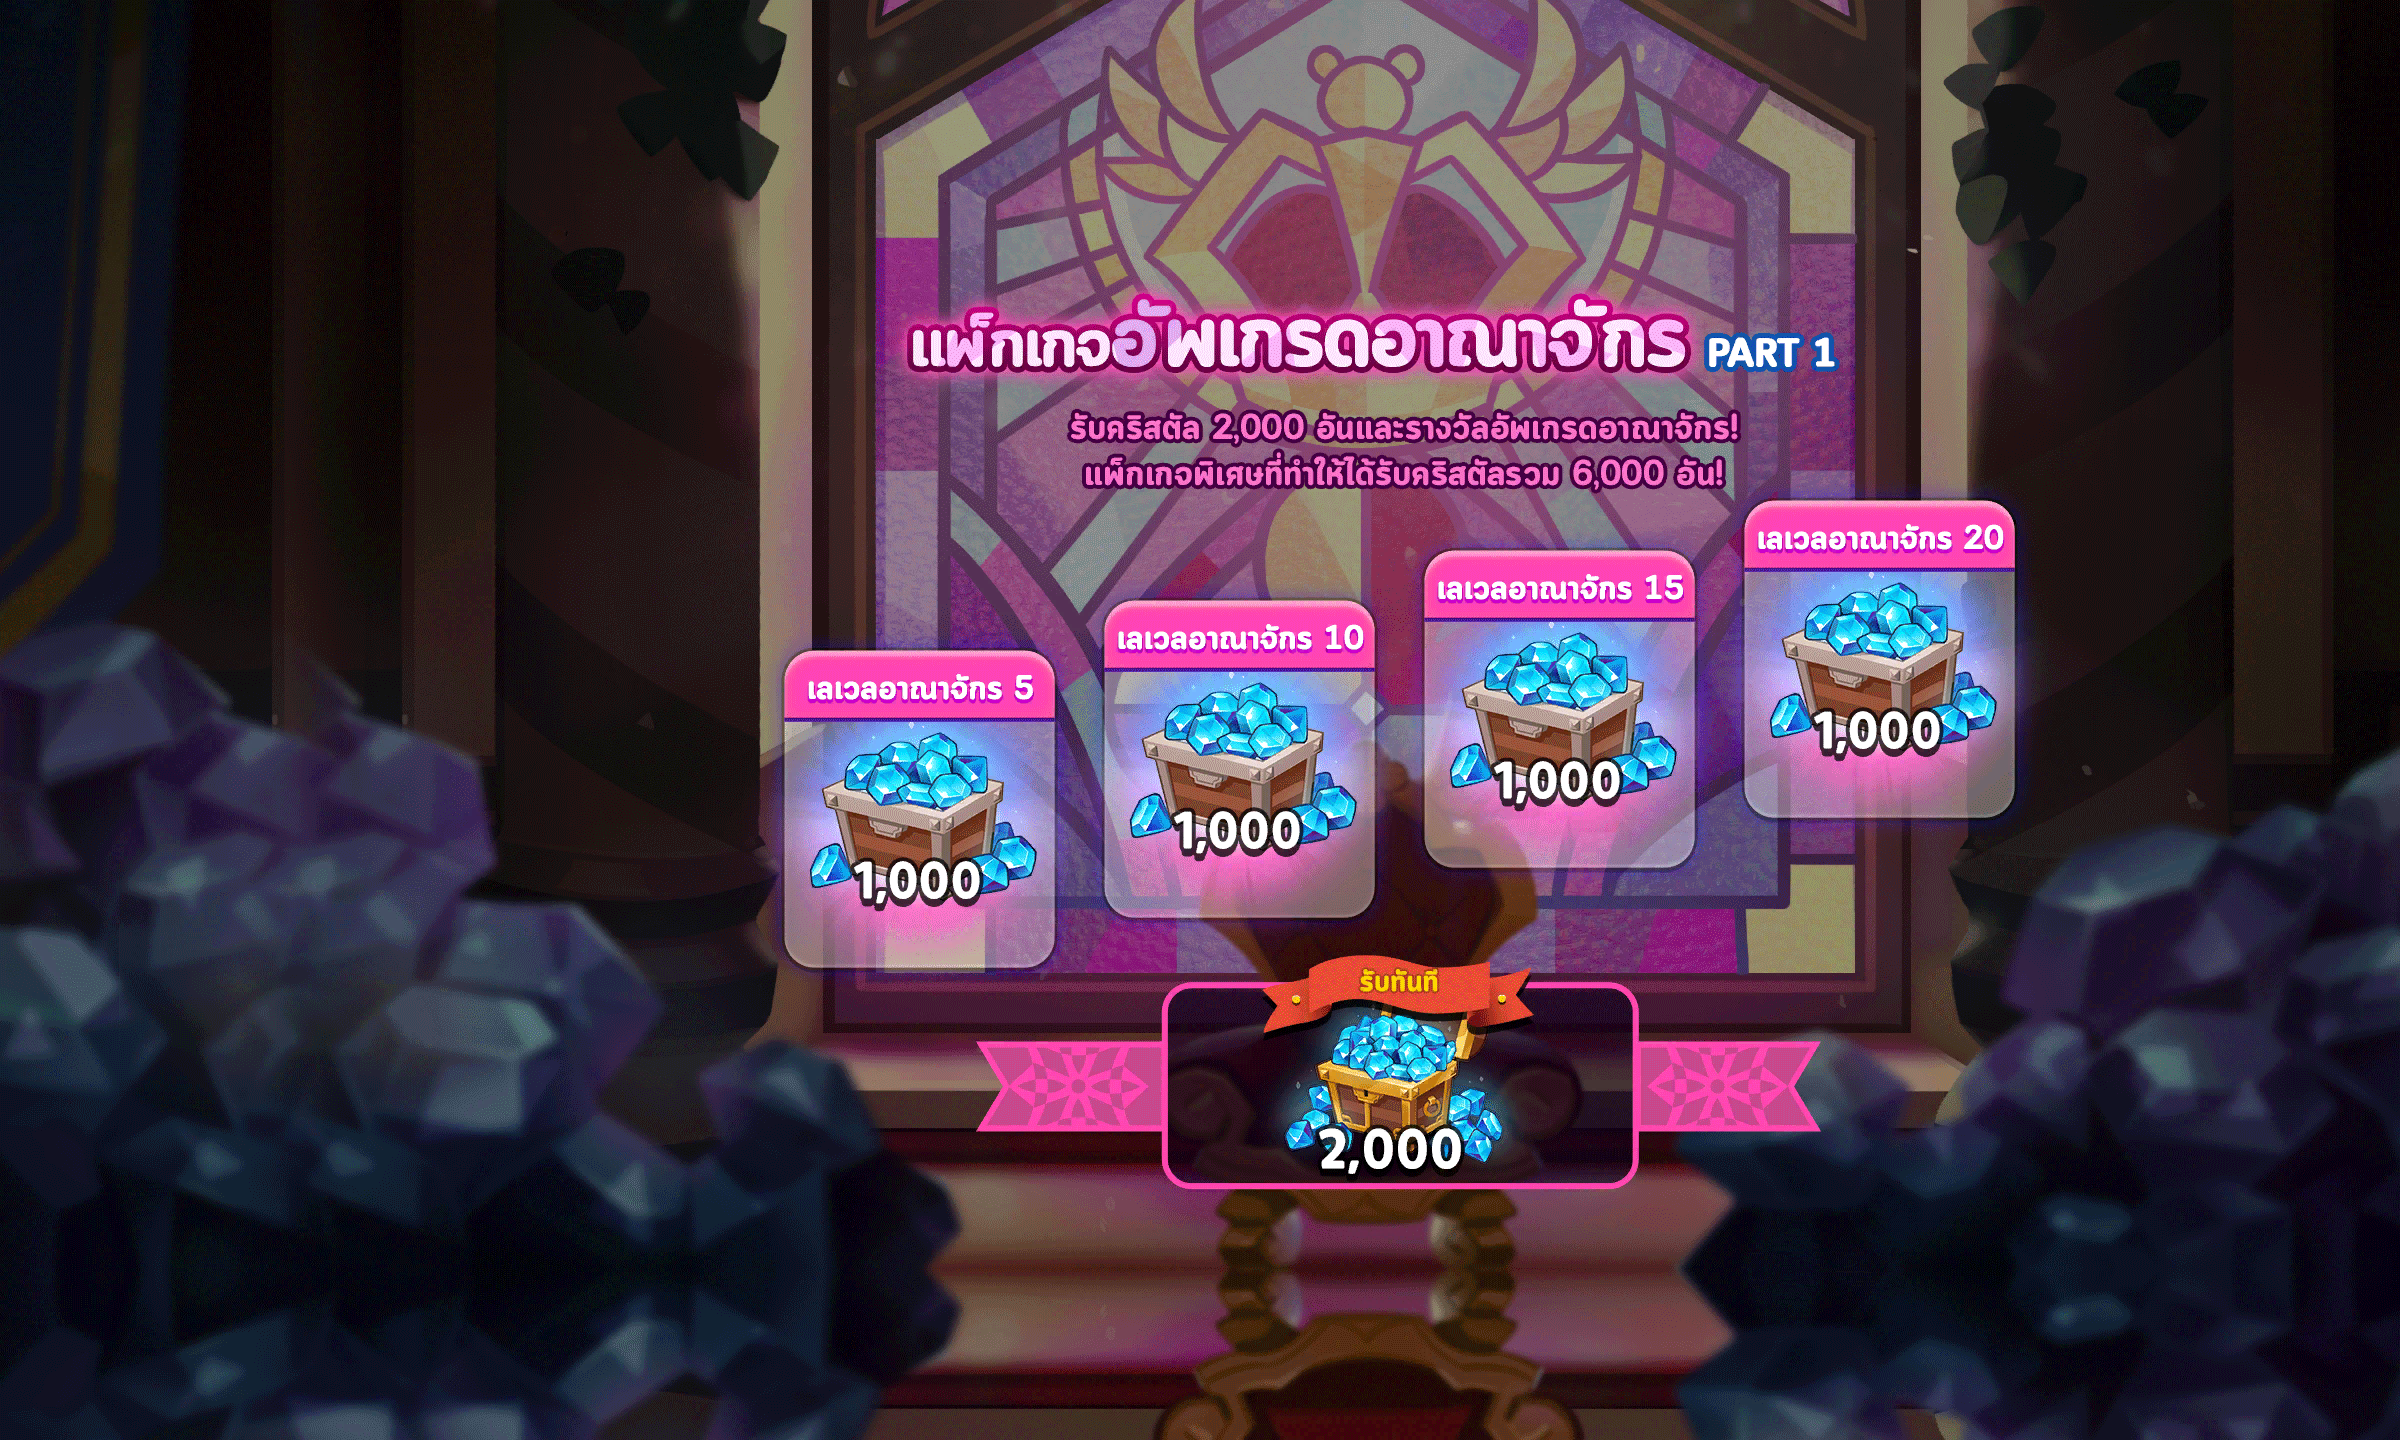 แพ็กเกจอัพเกรดอาณาจักร PART 1
รับคริสตัล 2,000 อันและรางวัลอัพเกรดอาณาจักร!
แพ็กเกจพิเศษที่ทำให้ได้รับคริสตัลรวม 6,000 อัน!
เลเวลอาณาจักร 5
1,000
เลเวลอาณาจักร 10
1,000
เลเวลอาณาจักร 15
1,000
เลเวลอาณาจักร 20
1,000
รับทันที
2,000